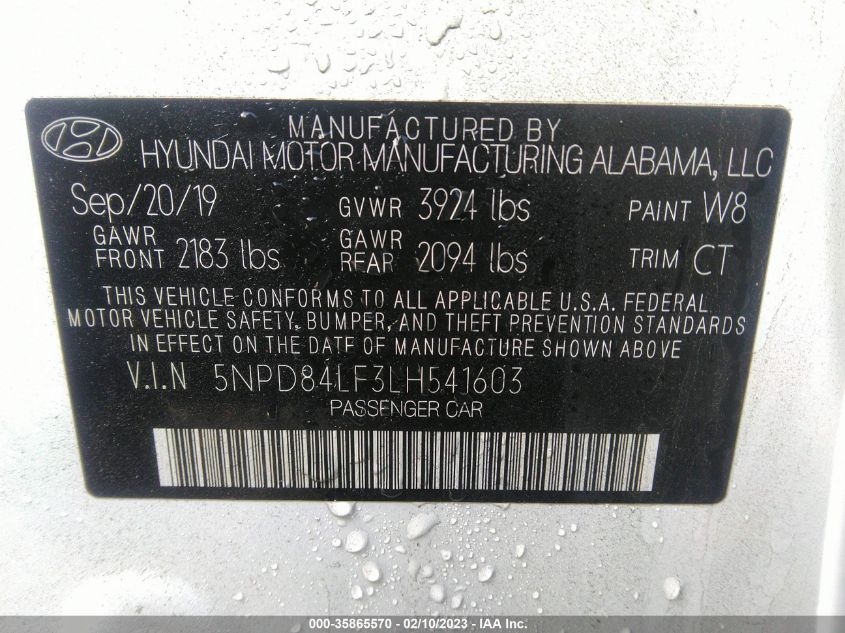 MANUFACTURED BY
HYUNDAI MOTOR MANUFACTURING ALABAMA, LLC
Sep/20/19 GVWR 3924 lbs PAINT W8
GAWR FRONT 2183 lbs GAWR REAR 2094 lbs TRIM CT
THIS VEHICLE CONFORMS TO ALL APPLICABLE U.S.A. FEDERAL
MOTOR VEHICLE SAFETY, BUMPER, AND THEFT PREVENTION STANDARDS
IN EFFECT ON THE DATE OF MANUFACTURE SHOWN ABOVE
V.I.N 5NPD84LF3LH541603
PASSENGER CAR
000-35865570 - 02/10/2023 - IAA Inc.